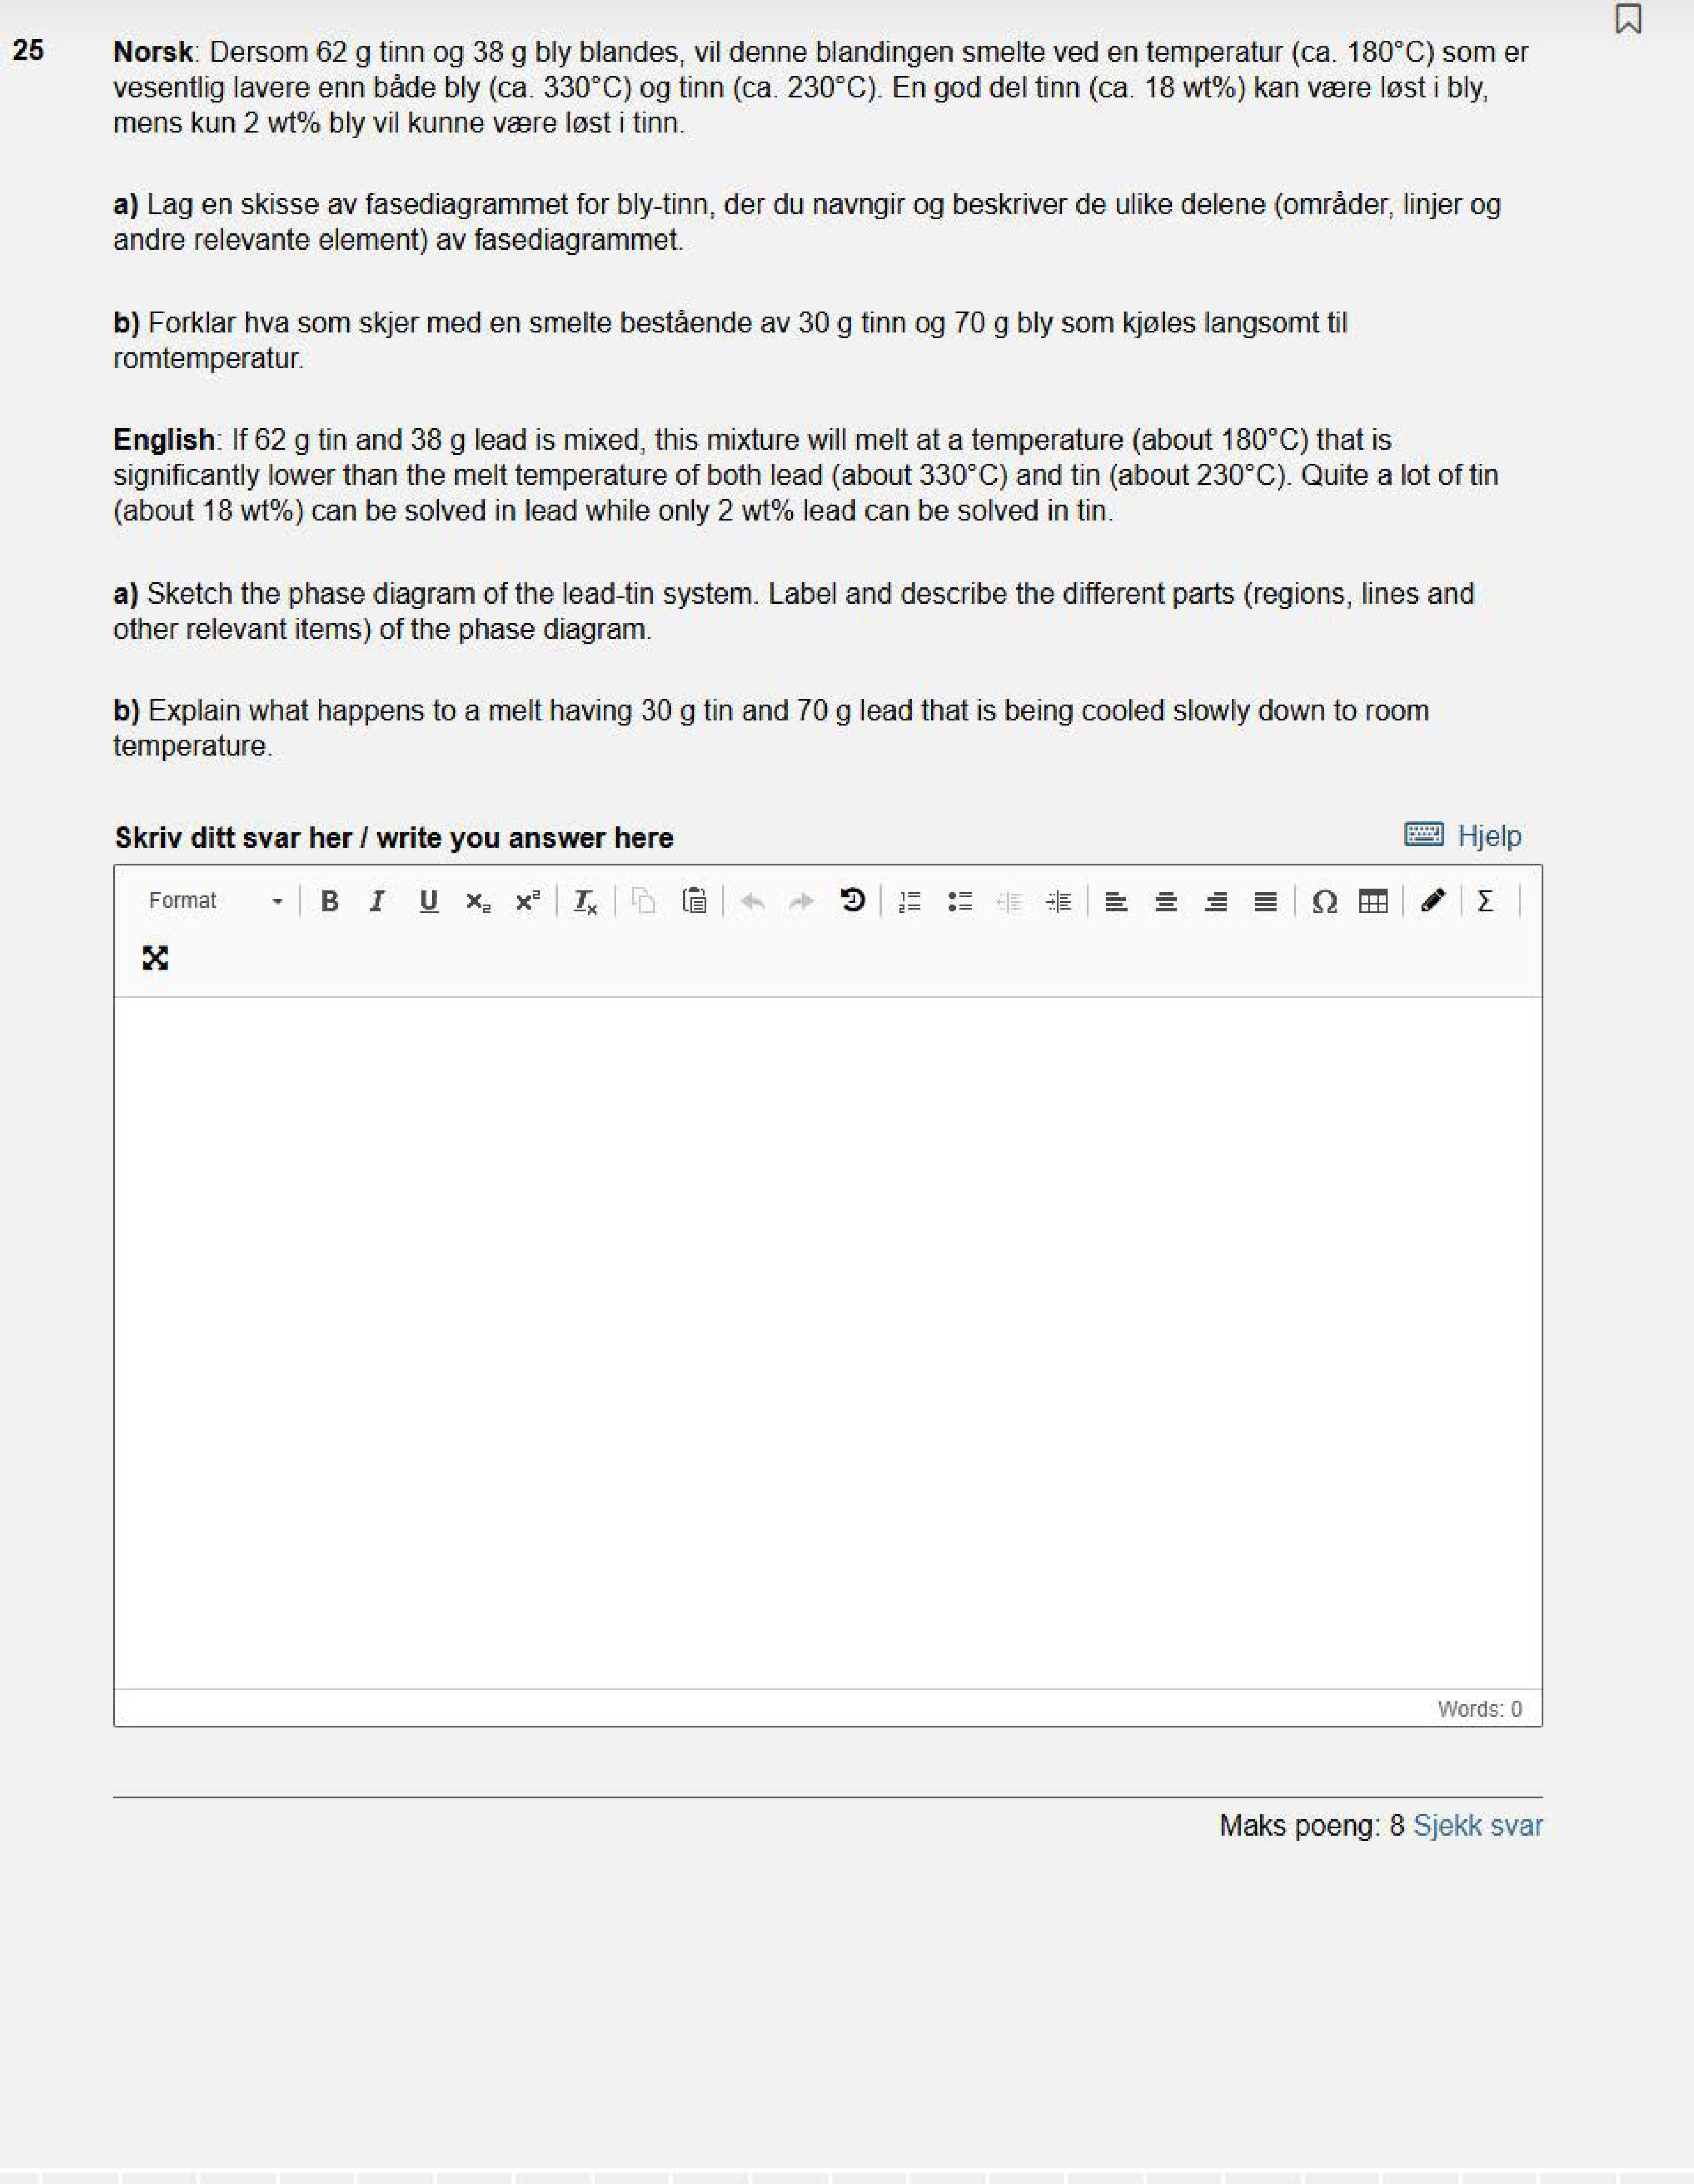 25
Norsk: Dersom 62 g tinn og 38 g bly blandes, vil denne blandingen smelte ved en temperatur (ca. 180°C) som er
vesentlig lavere enn både bly (ca. 330°C) og tinn (ca. 230°C). En god del tinn (ca. 18 wt%) kan være løst i bly,
mens kun 2 wt% bly vil kunne være løst i tinn.
a) Lag en skisse av fasediagrammet for bly-tinn, der du navngir og beskriver de ulike delene (områder, linjer og
andre relevante element) av fasediagrammet.
b) Forklar hva som skjer med en smelte bestående av 30 g tinn og 70 g bly som kjøles langsomt til
romtemperatur.
English: If 62 g tin and 38 g lead is mixed, this mixture will melt at a temperature (about 180°C) that is
significantly lower than the melt temperature of both lead (about 330°C) and tin (about 230°C). Quite a lot of tin
(about 18 wt%) can be solved in lead while only 2 wt% lead can be solved in tin.
a) Sketch the phase diagram of the lead-tin system. Label and describe the different parts (regions, lines and
other relevant items) of the phase diagram.
b) Explain what happens to a melt having 30 g tin and 70 g lead that is being cooled slowly down to room
temperature.
Skriv ditt svar her / write you answer here
Hjelp
Format B I U x₂ x² Ix Ω Σ
Words: 0
Maks poeng: 8 Sjekk svar